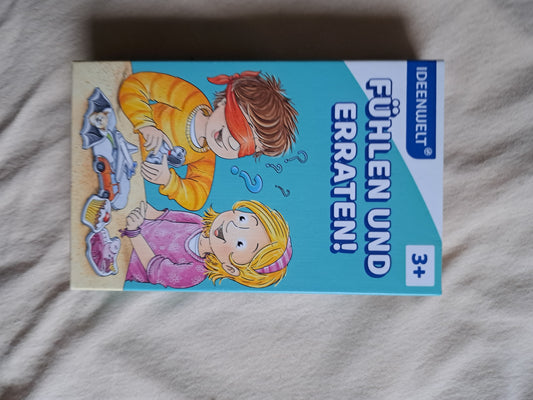 IDEENWELT®
FÜHLEN UND
ERRATEN!
3+
? ? ? ?